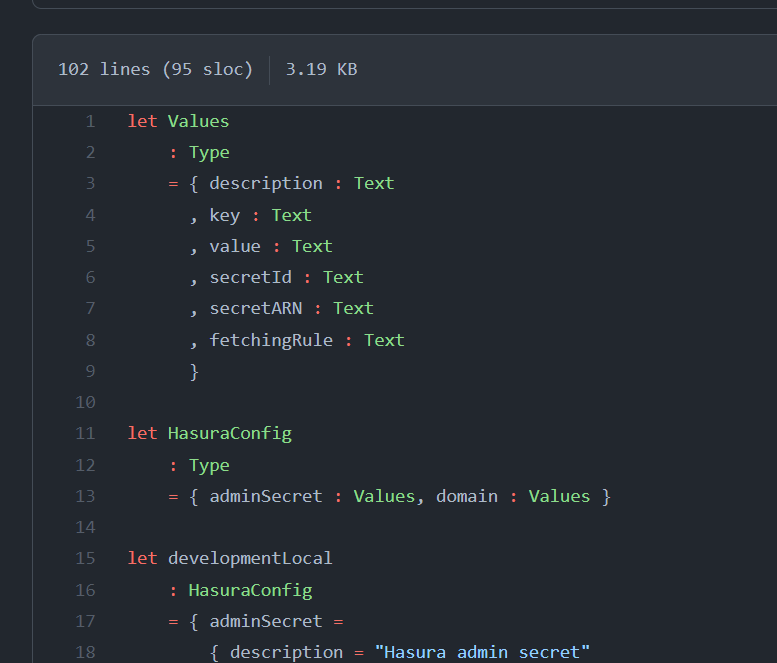 102 lines (95 sloc) 3.19 KB
1 let Values
2 : Type
3 = { description : Text
4 , key : Text
5 , value : Text
6 , secretId : Text
7 , secretARN : Text
8 , fetchingRule : Text
9 }
10
11 let HasuraConfig
12 : Type
13 = { adminSecret : Values, domain : Values }
14
15 let developmentLocal
16 : HasuraConfig
17 = { adminSecret =
18 { description = "Hasura admin secret"